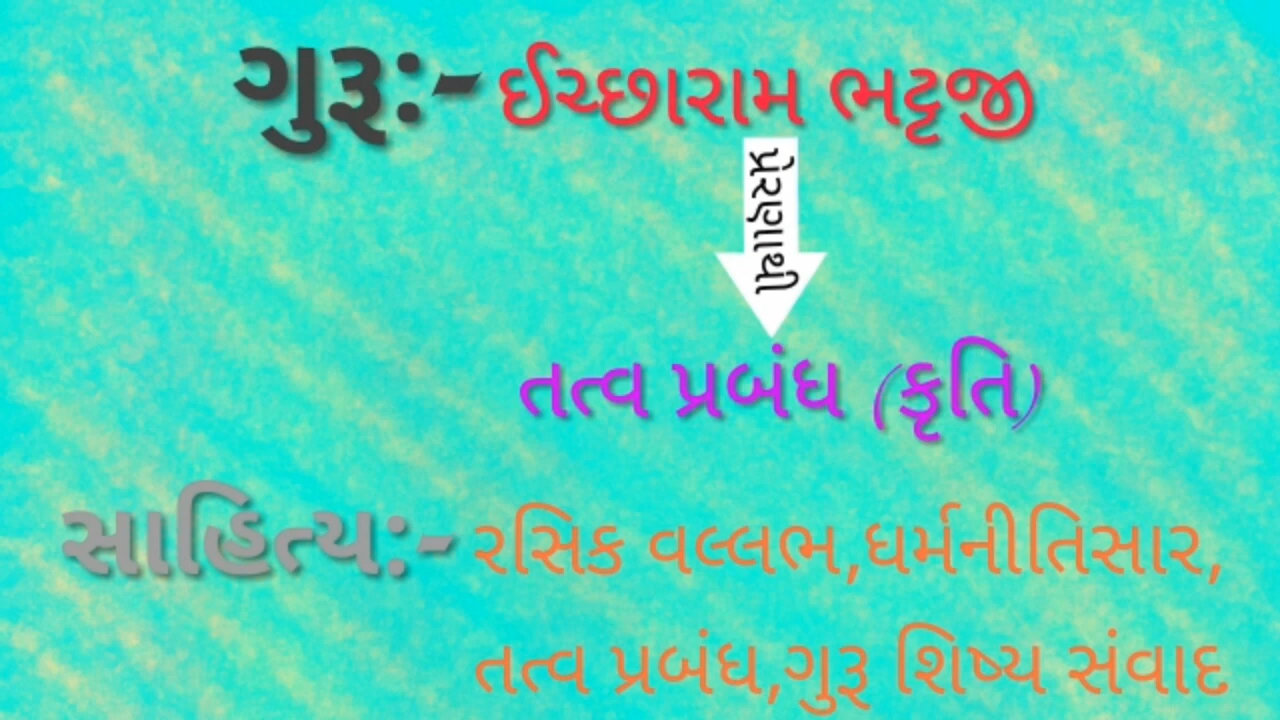 ગુરૂ:- ઈચ્છારામ ભટ્ટજી
પ્રેરણાથી
તત્વ પ્રબંધ (કૃતિ)
સાહિત્ય:- રસિક વલ્લભ,ધર્મનીતિસાર,
તત્વ પ્રબંધ,ગુરૂ શિષ્ય સંવાદ